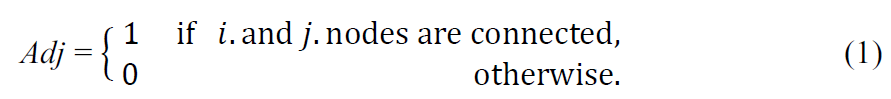 Adj = { 1 if i. and j. nodes are connected,
0 otherwise. (1)